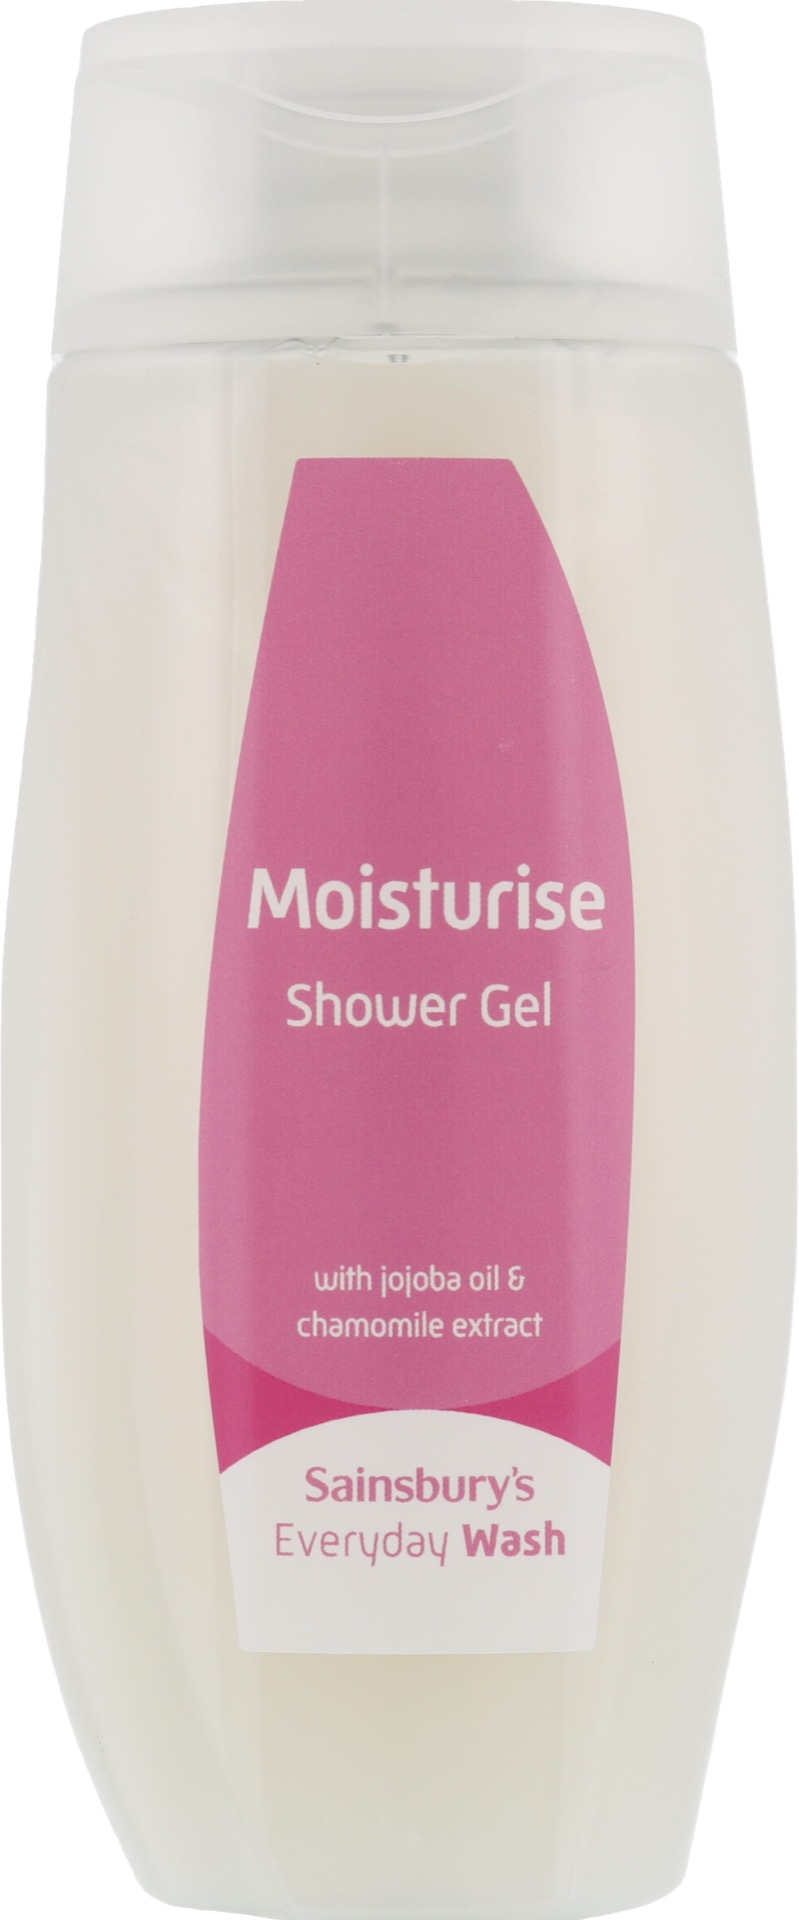 Moisturise
Shower Gel
with jojoba oil &
chamomile extract
Sainsbury's
Everyday Wash